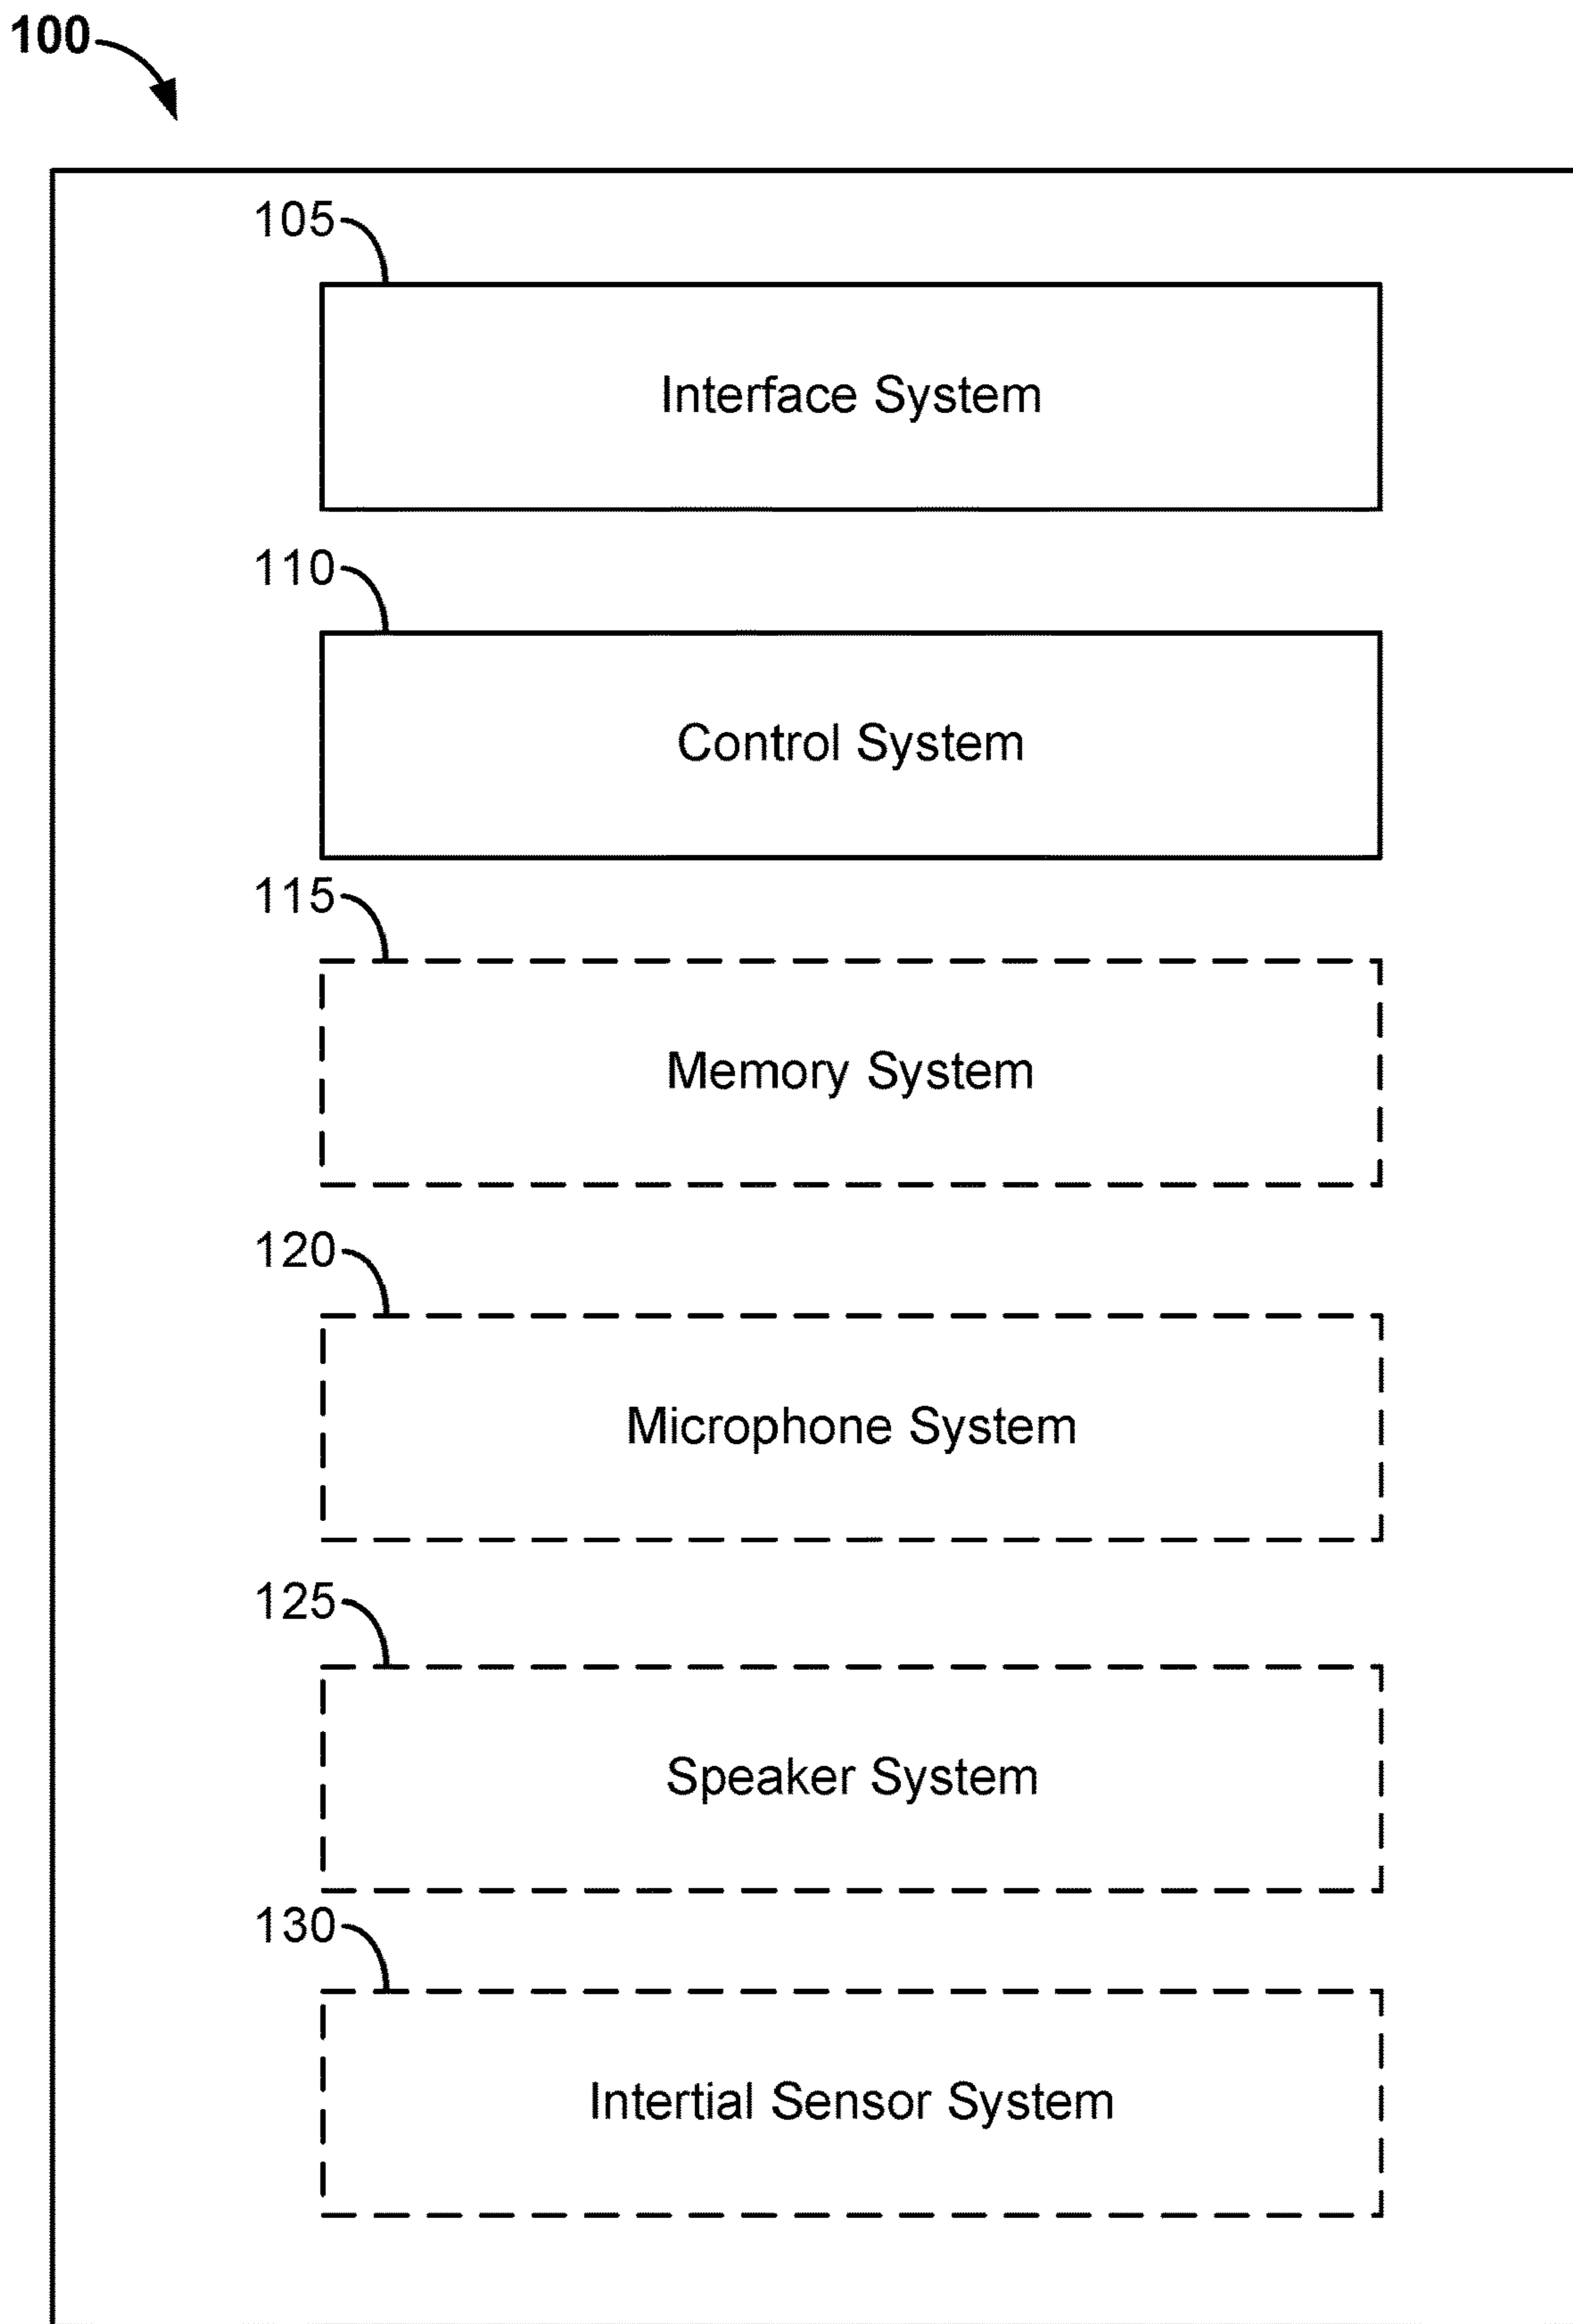 100
105
Interface System
110
Control System
115
Memory System
120
Microphone System
125
Speaker System
130
Intertial Sensor System